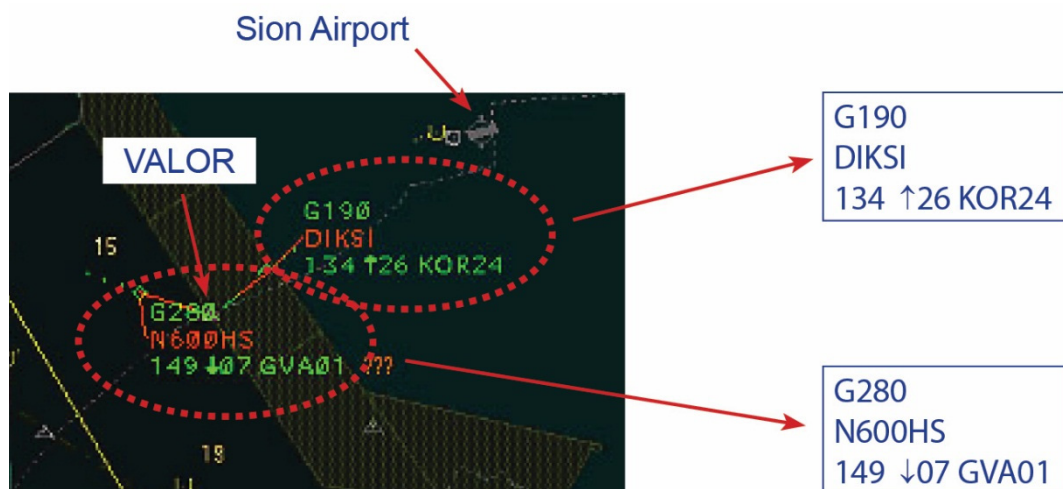 Sion Airport
VALOR
G190
DIKSI
134 ↑26 KOR24
15
G280
N600HS
149 ↓07 GVA01 ???
19
G190
DIKSI
134 ↑26 KOR24
G280
N600HS
149 ↓07 GVA01